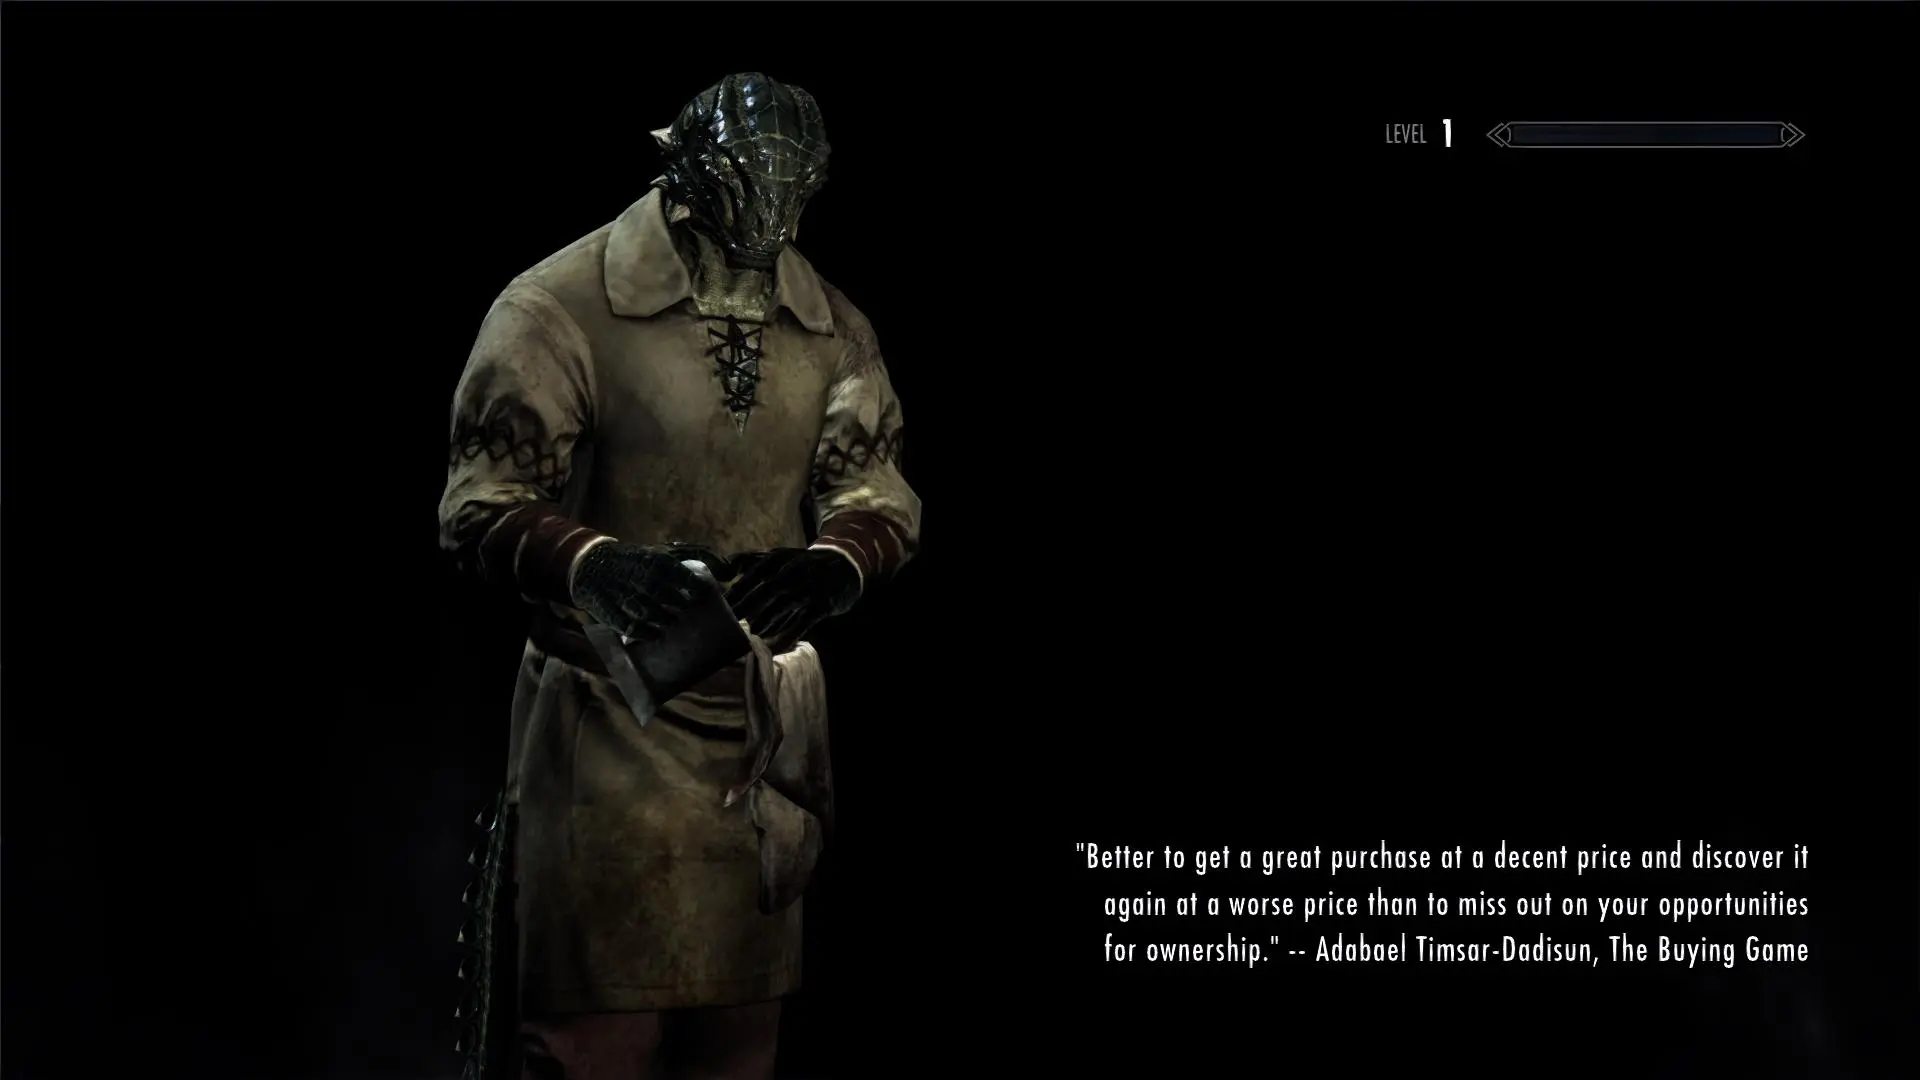 LEVEL 1
"Better to get a great purchase at a decent price and discover it
again at a worse price than to miss out on your opportunities
for ownership." -- Adabael Timsar-Dadisun, The Buying Game